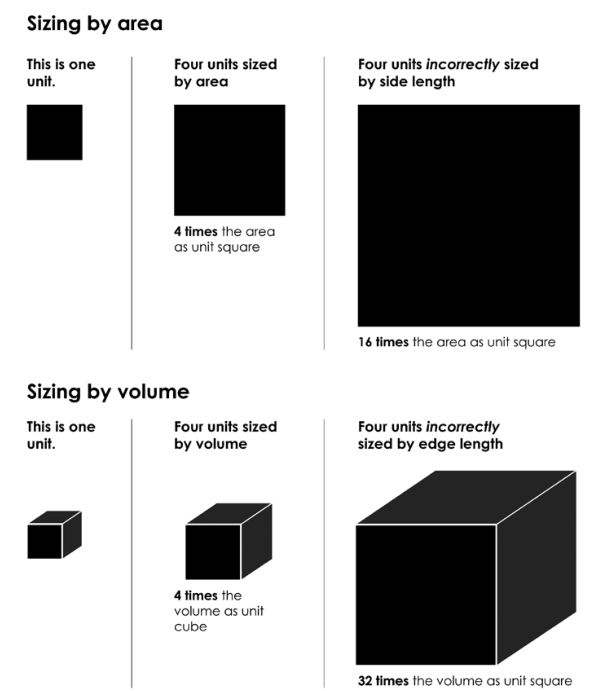 Sizing by area
This is one
unit.
Four units sized
by area
Four units incorrectly sized
by side length
4 times the area
as unit square
16 times the area as unit square
Sizing by volume
This is one
unit.
Four units sized
by volume
Four units incorrectly
sized by edge length
4 times the
volume as unit
cube
32 times the volume as unit square